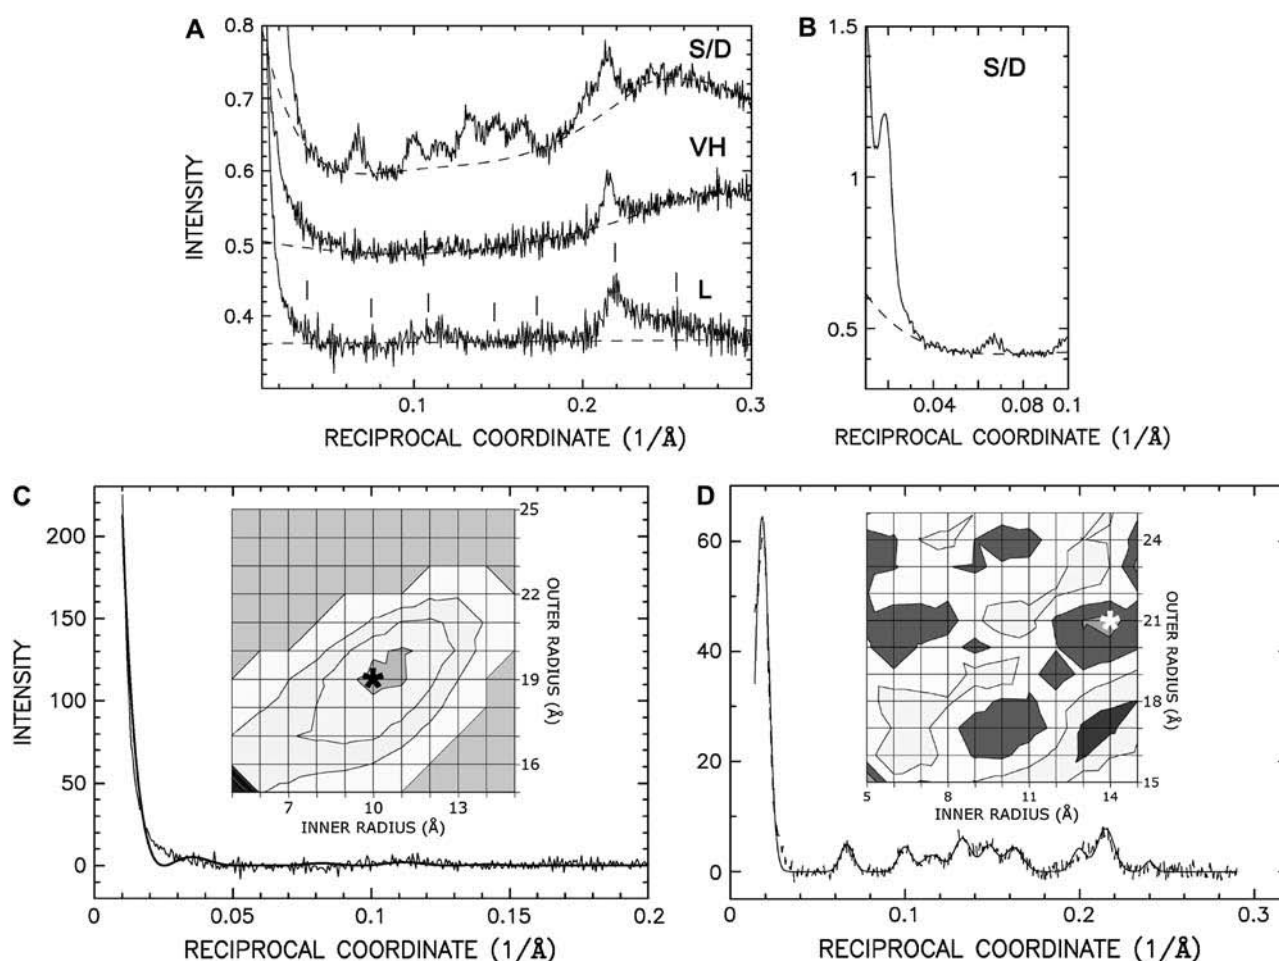 A
S/D
VH
L
INTENSITY
0.8
0.7
0.6
0.5
0.4
0.1
0.2
0.3
RECIPROCAL COORDINATE (1/Å)
B
S/D
1.5
1
0.5
0.04
0.08
0.1
RECIPROCAL COORDINATE (1/Å)
C
INTENSITY
200
150
100
50
0
0
0.05
0.1
0.15
0.2
RECIPROCAL COORDINATE (1/Å)
25
22
19
16
OUTER RADIUS (Å)
7
10
13
INNER RADIUS (Å)
*
D
60
40
20
0
0
0.1
0.2
0.3
RECIPROCAL COORDINATE (1/Å)
24
21
18
15
OUTER RADIUS (Å)
5
8
11
14
INNER RADIUS (Å)
*